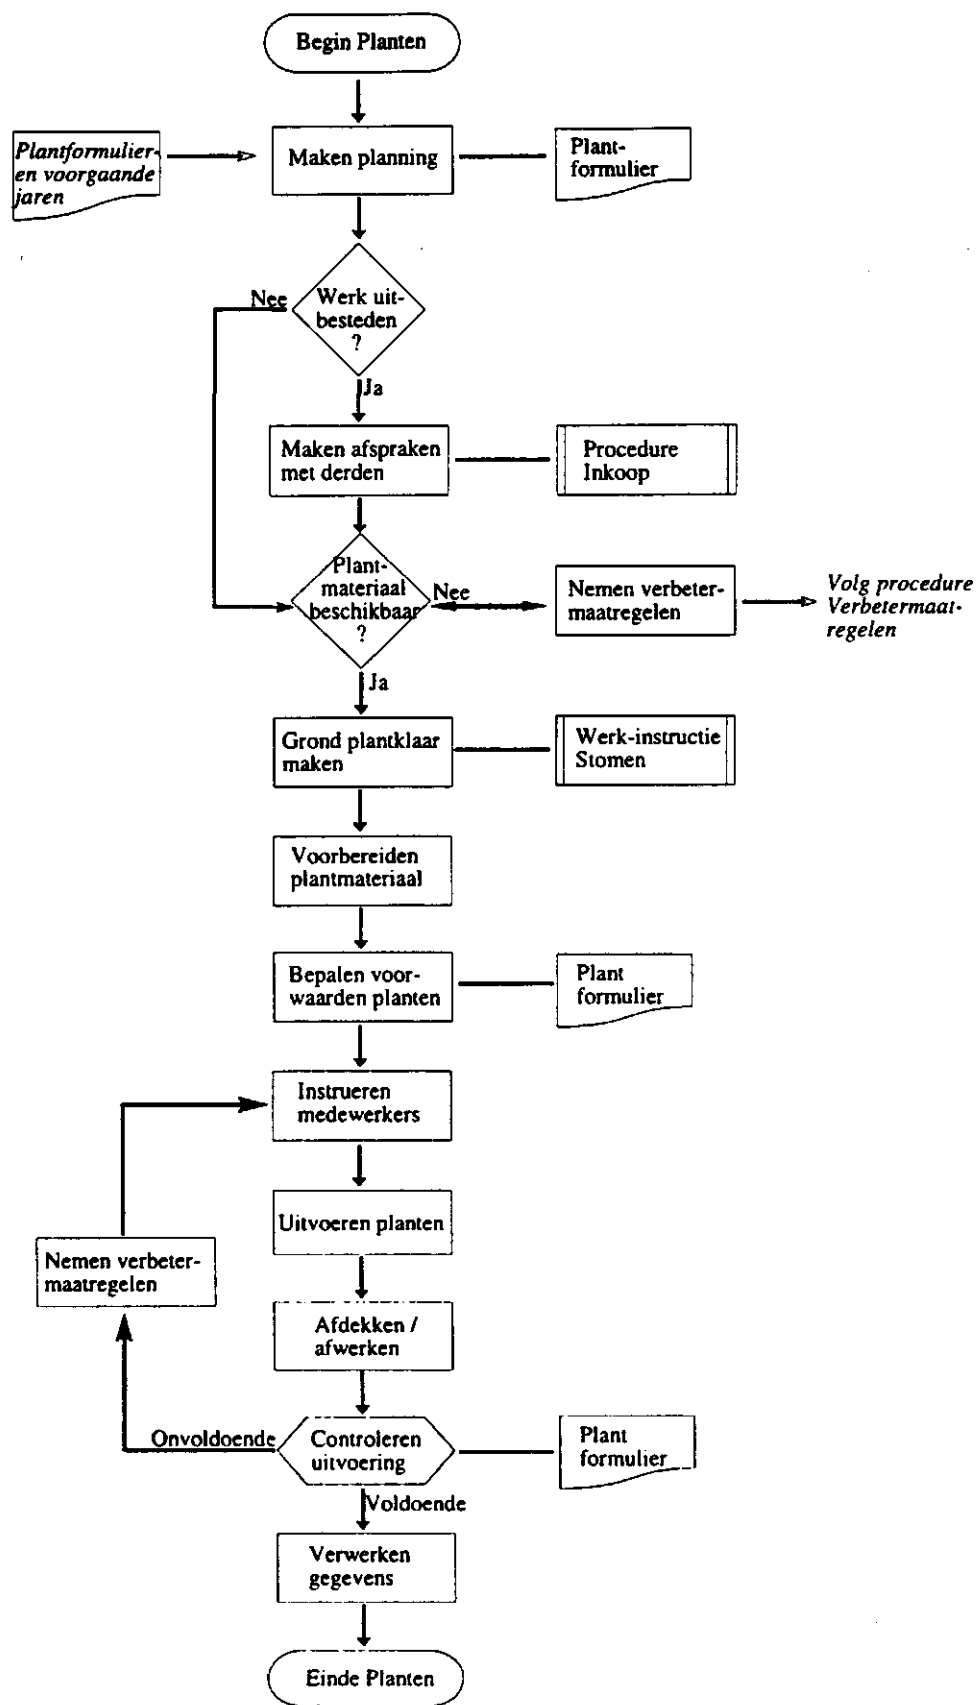 Begin Planten
Plantformulier-
en voorgaande
jaren
Maken planning
Plant-
formulier
Nee
Werk uit-
besteden
?
Ja
Maken afspraken
met derden
Procedure
Inkoop
Plant-
materiaal
beschikbaar
?
Nee
Nemen verbeter-
maatregelen
Volg procedure
Verbetermaat-
regelen
Ja
Grond plantklaar
maken
Werk-instructie
Stomen
Voorbereiden
plantmateriaal
Bepalen voor-
waarden planten
Plant
formulier
Instrueren
medewerkers
Uitvoeren planten
Nemen verbeter-
maatregelen
Afdekken /
afwerken
Onvoldoende
Controleren
uitvoering
Plant
formulier
Voldoende
Verwerken
gegevens
Einde Planten